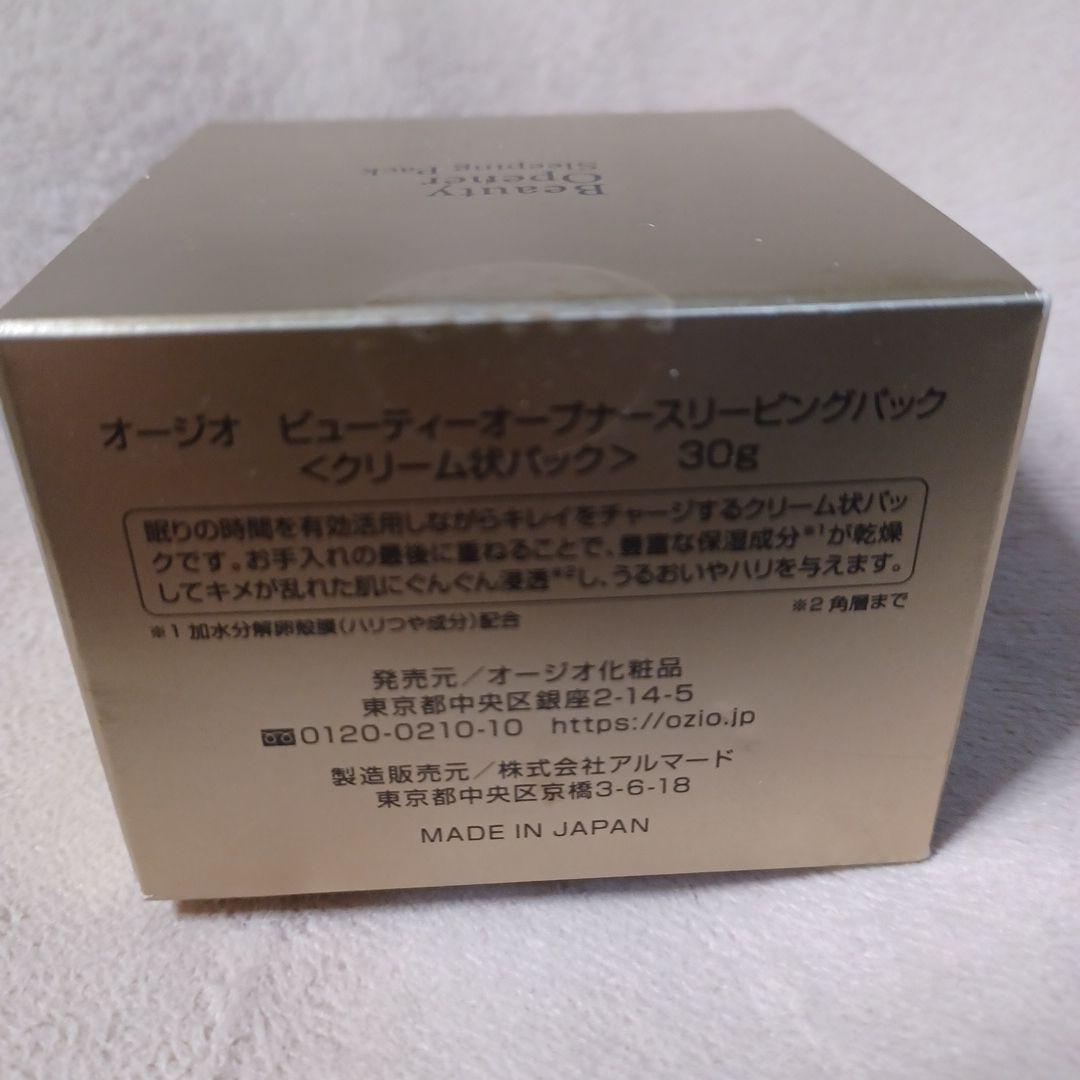 Beauty
Opener
Sleeping Pack
オージオ ビューティーオープナースリーピングパック
<クリーム状パック> 30g
眠りの時間を有効活用しながらキレイをチャージするクリーム状パッ
クです。お手入れの最後に重ねることで、豊富な保湿成分※1が乾燥
してキメが乱れた肌にぐんぐん浸透※2し、うるおいやハリを与えます。
※1 加水分解卵殻膜(ハリつや成分)配合
※2 角層まで
発売元/オージオ化粧品
東京都中央区銀座2-14-5
0120-0210-10 https://ozio.jp
製造販売元/株式会社アルマード
東京都中央区京橋3-6-18
MADE IN JAPAN